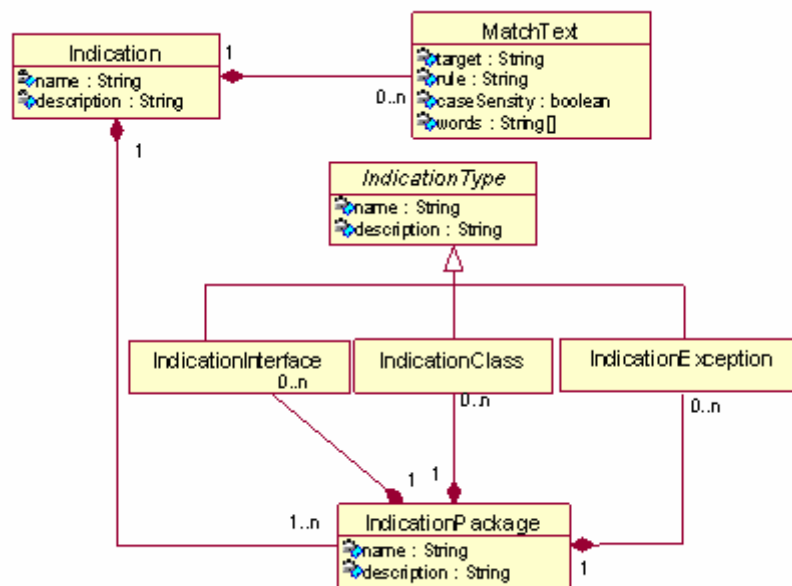 Indication
name : String
description : String
1
1
MatchText
target : String
rule : String
caseSensity : boolean
words : String[]
0..n
IndicationType
name : String
description : String
IndicationInterface
0..n
IndicationClass
0..n
IndicationException
0..n
1
1
1..n
IndicationPackage
name : String
description : String
1